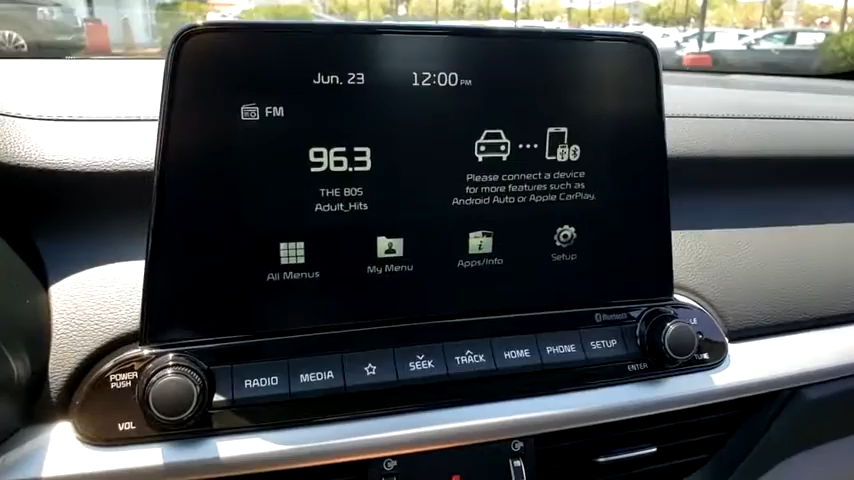 Jun. 23
12:00 PM
FM
96.3
THE 80S
Adult_Hits
Please connect a device
for more features such as
Android Auto or Apple CarPlay.
All Menus
My Menu
Apps/Info
Setup
Bluetooth
POWER
PUSH
VOL
RADIO
MEDIA
SEEK
TRACK
HOME
PHONE
SETUP
ENTER
TUNE